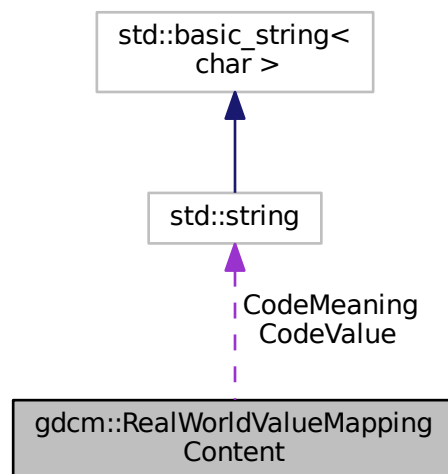 std::basic_string<
char >
std::string
CodeMeaning
CodeValue
gdcm::RealWorldValueMapping
Content